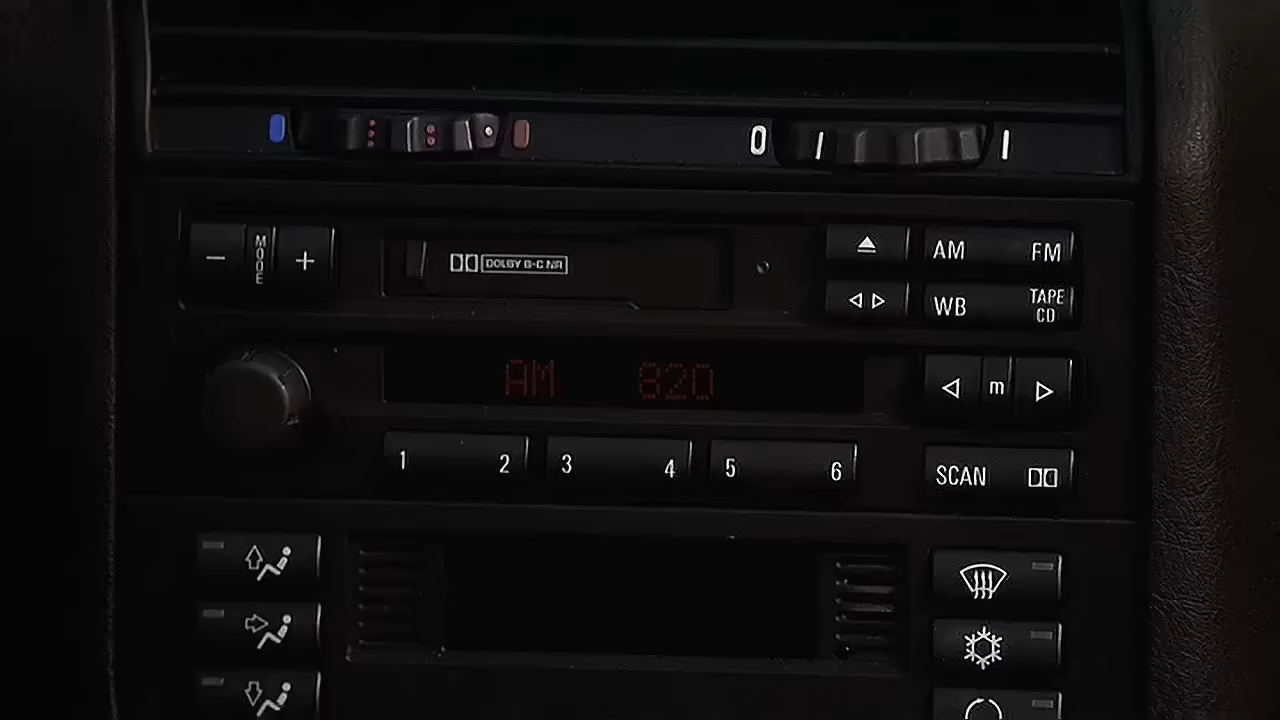 0 I
− MODE +
DOLBY B-C NR
AM FM
WB TAPE CD
AM 820
m
1 2 3 4 5 6
SCAN